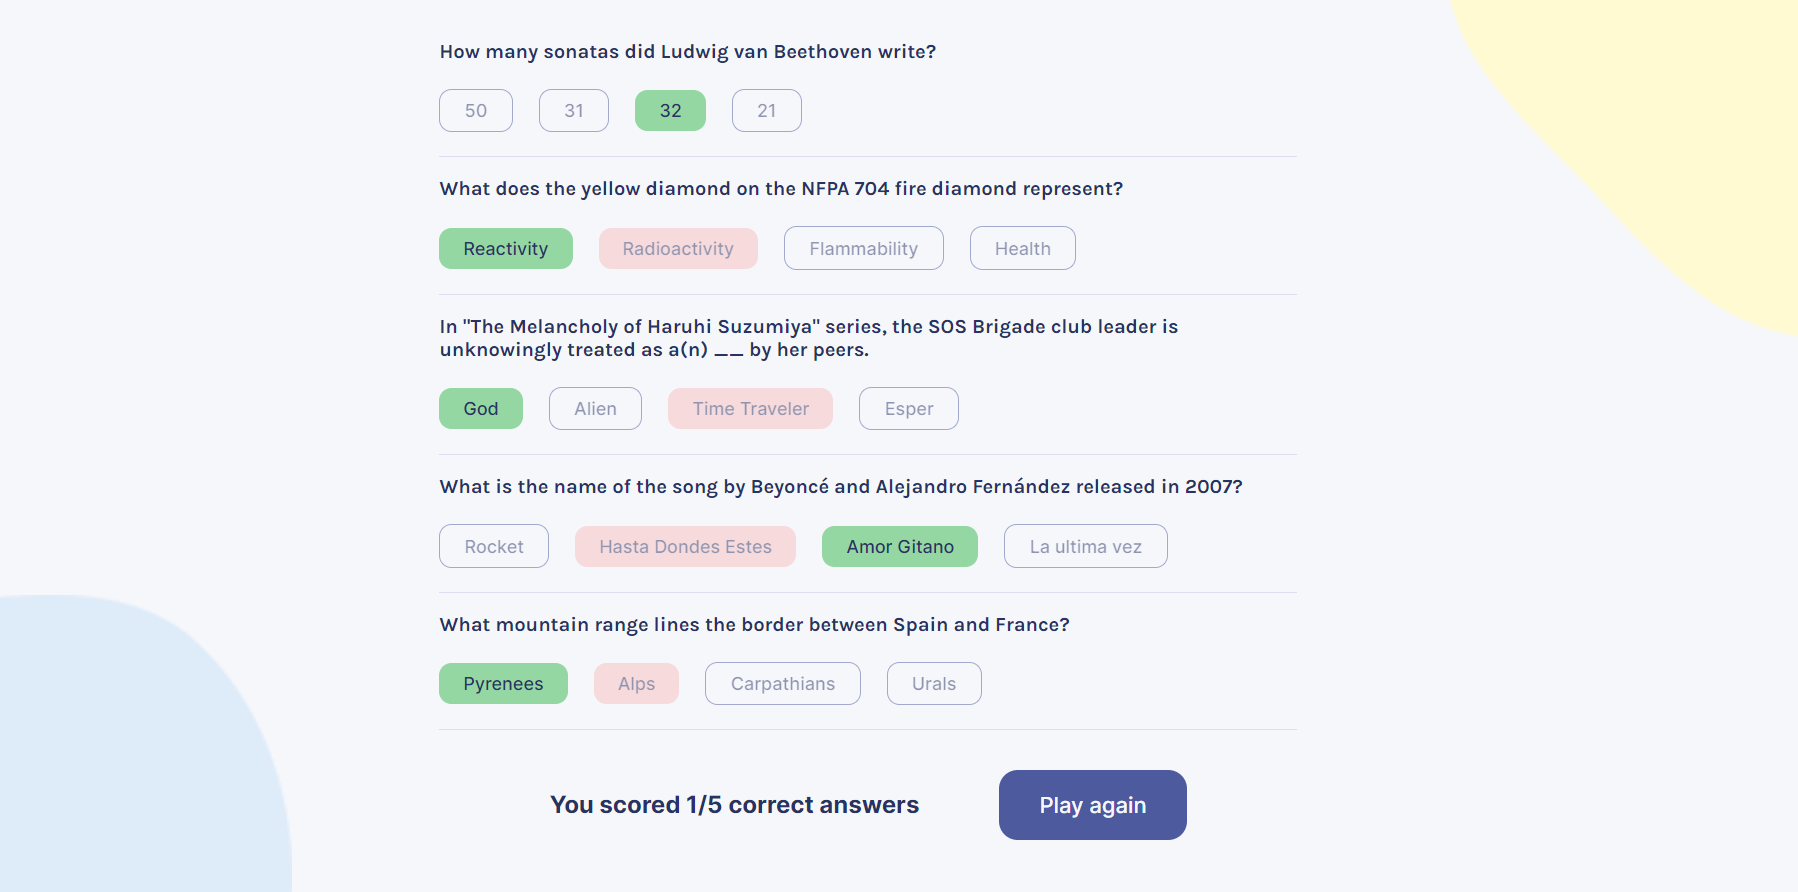 How many sonatas did Ludwig van Beethoven write?
50 31 32 21
What does the yellow diamond on the NFPA 704 fire diamond represent?
Reactivity Radioactivity Flammability Health
In "The Melancholy of Haruhi Suzumiya" series, the SOS Brigade club leader is
unknowingly treated as a(n) __ by her peers.
God Alien Time Traveler Esper
What is the name of the song by Beyoncé and Alejandro Fernández released in 2007?
Rocket Hasta Dondes Estes Amor Gitano La ultima vez
What mountain range lines the border between Spain and France?
Pyrenees Alps Carpathians Urals
You scored 1/5 correct answers Play again